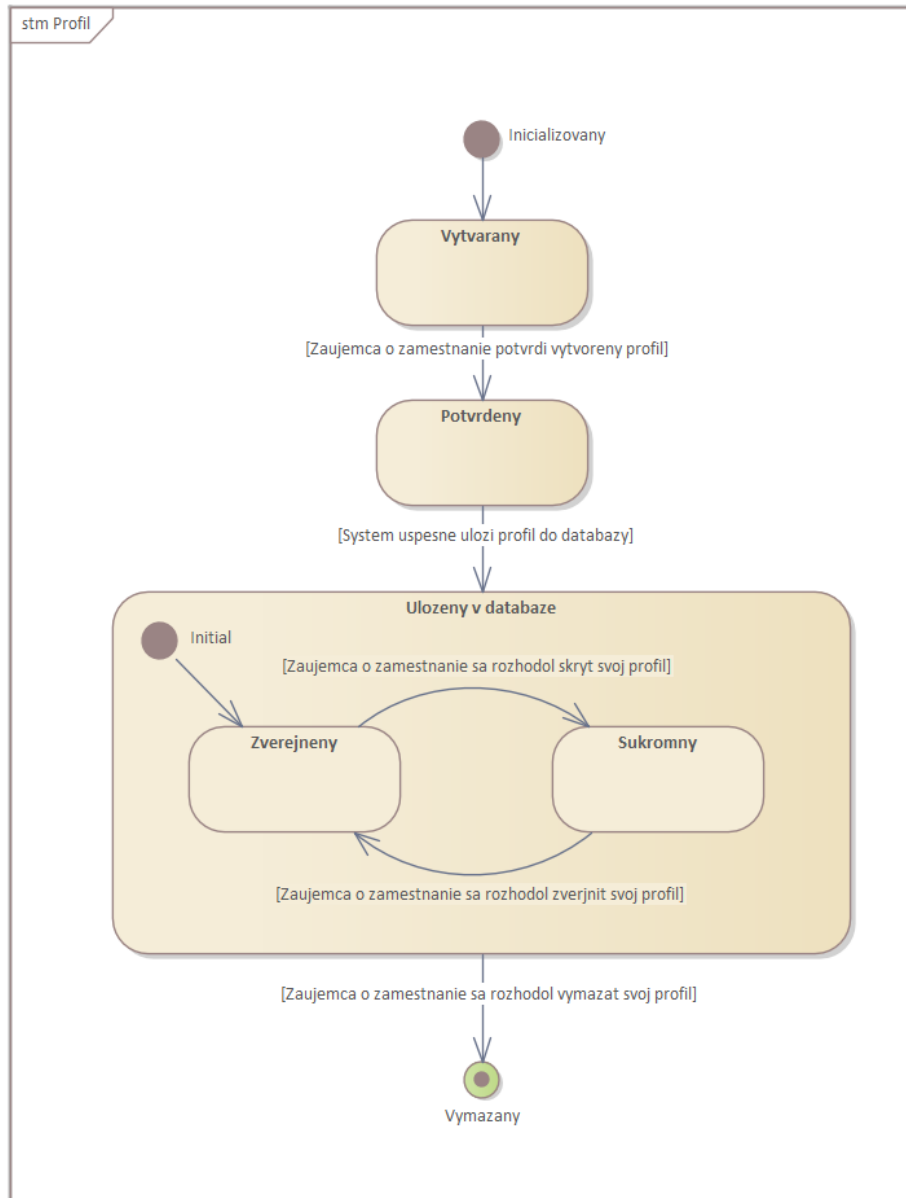 stm Profil
Inicializovany
Vytvarany
[Zaujemca o zamestnanie potvrdi vytvoreny profil]
Potvrdeny
[System uspesne ulozi profil do databazy]
Ulozeny v databaze
Initial
[Zaujemca o zamestnanie sa rozhodol skryt svoj profil]
Zverejneny
Sukromny
[Zaujemca o zamestnanie sa rozhodol zverjnit svoj profil]
[Zaujemca o zamestnanie sa rozhodol vymazat svoj profil]
Vymazany